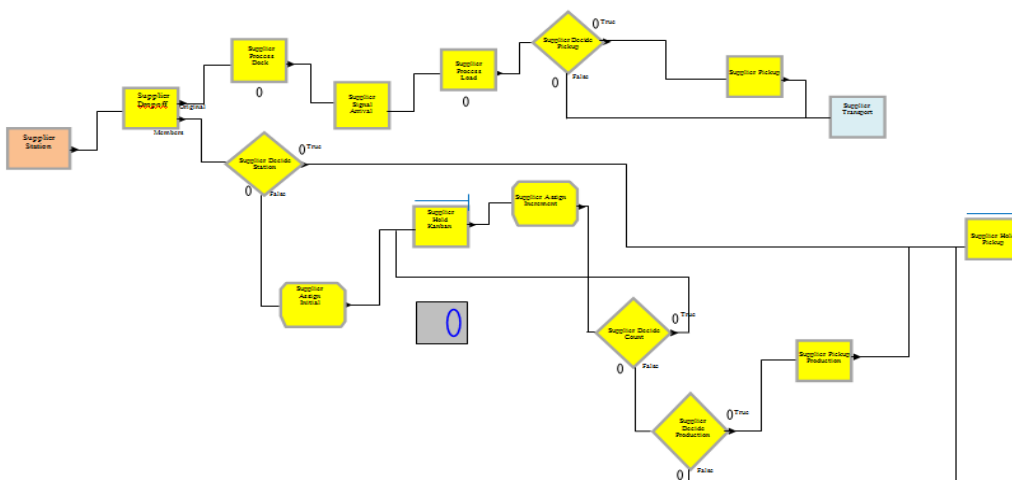 Supplier
Station
Supplier
Dropoff
Original
Members
Supplier
Process
Dock
0
Supplier
Signal
Arrival
Supplier
Process
Load
0
Supplier Decide
Pickup
0 True
0
False
Supplier Pickup
Supplier
Transport
Supplier Decide
Station
0 True
0
False
Supplier
Assign
Initial
Supplier
Hold
Kanban
Supplier Assign
Increment
0
Supplier Decide
Count
0 True
0
False
Supplier
Decide
Production
0 True
0
False
Supplier Pickup
Production
Supplier Hold
Pickup